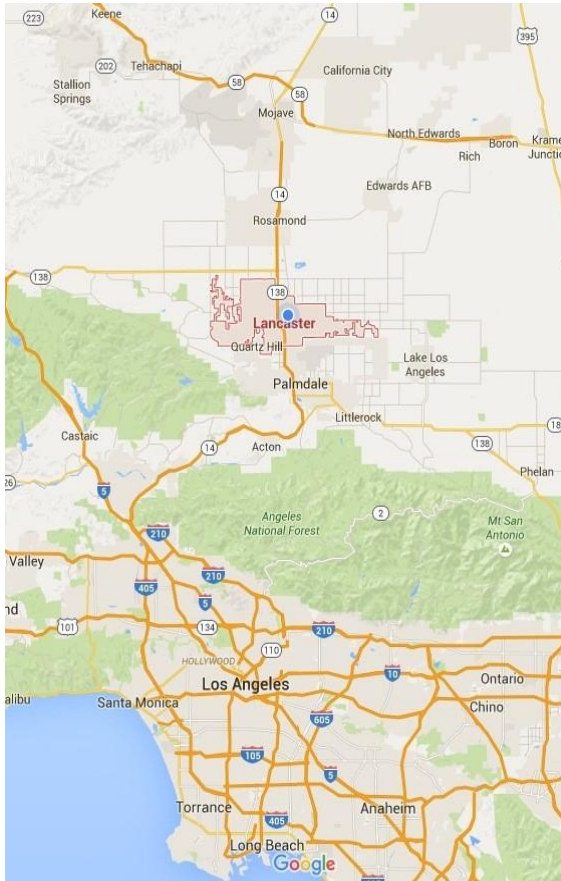 223
Keene
14
395
Tehachapi
202
Stallion
Springs
58
California City
58
Mojave
North Edwards
Boron
Rich
Krame
Junction
14
Edwards AFB
Rosamond
138
138
Lancaster
Quartz Hill
Lake Los
Angeles
Palmdale
Littlerock
18
Castaic
14
Acton
138
Phelan
26
5
2
Angeles
National Forest
Mt San
Antonio
210
Valley
210
405
5
nd
101
134
210
110
HOLLYWOOD
10
Los Angeles
Ontario
alibu
Santa Monica
Chino
605
105
5
Torrance
Anaheim
405
Long Beach
Google